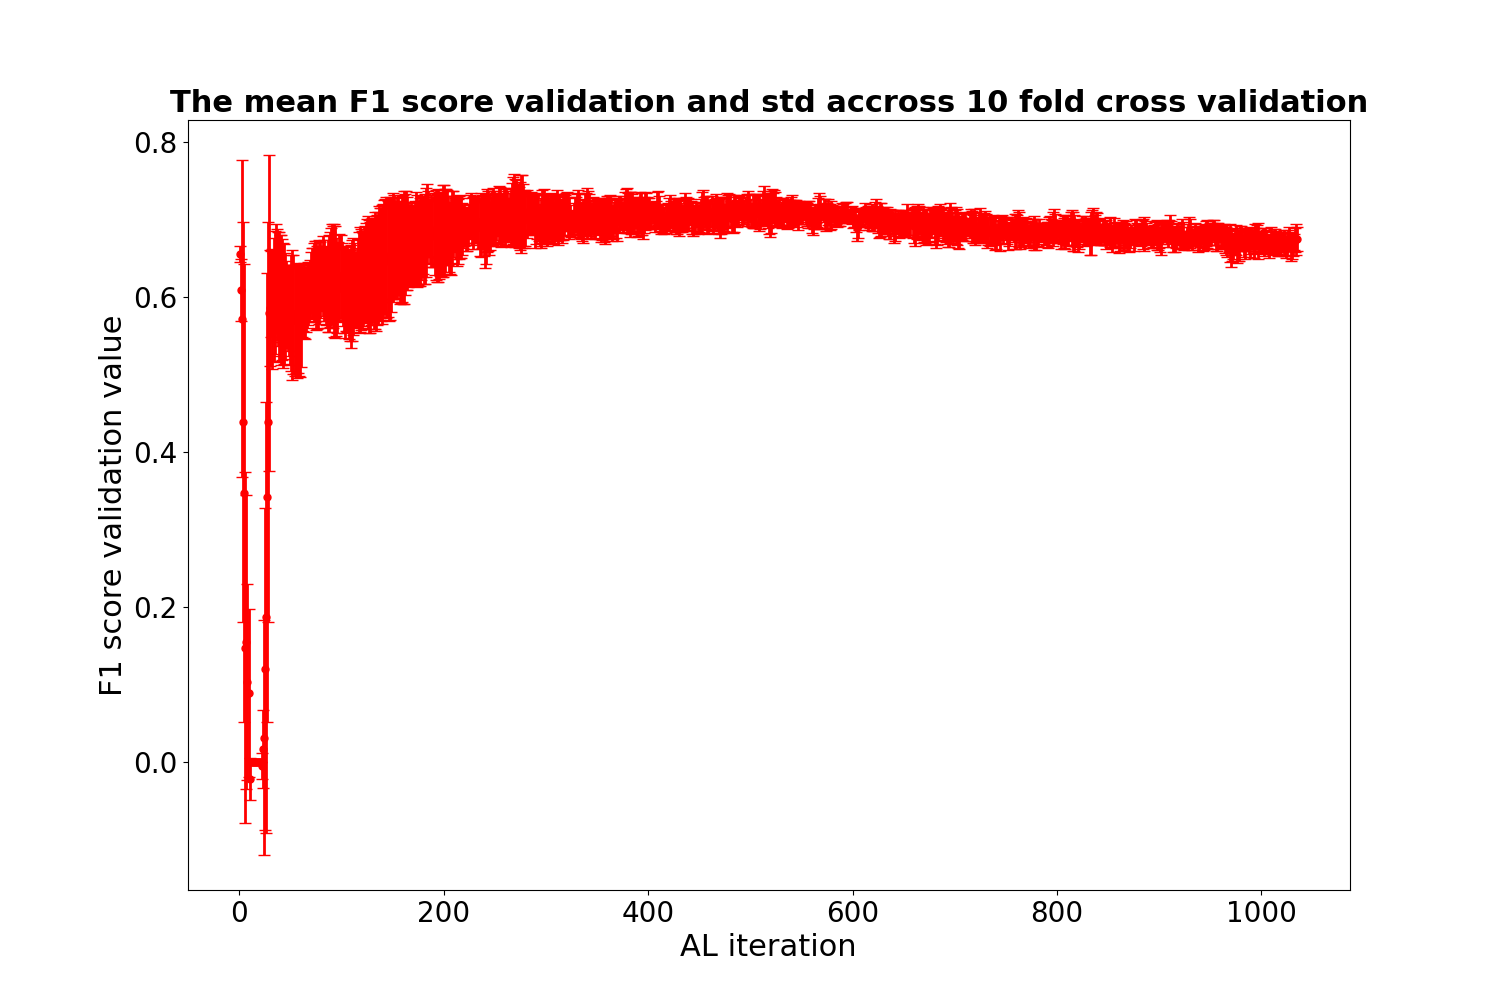 The mean F1 score validation and std accross 10 fold cross validation
0.8
0.6
0.4
0.2
0.0
F1 score validation value
0 200 400 600 800 1000
AL iteration